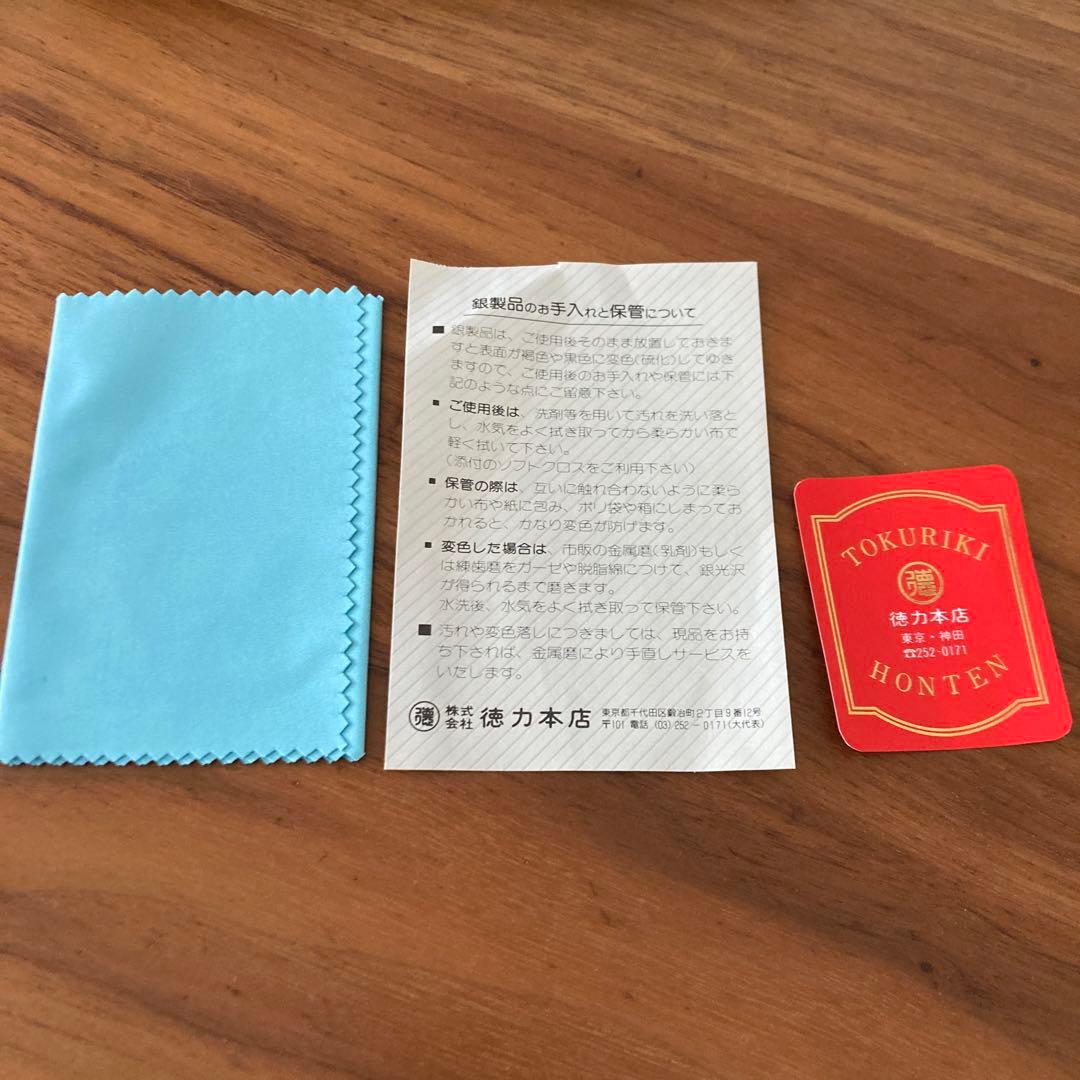 銀製品のお手入れと保管について
■ 銀製品は、ご使用後そのまま放置しておきま
すと表面が褐色や黒色に変色(硫化)してゆき
ますので、ご使用後のお手入れや保管には下
記のような点にご留意下さい。
▪ ご使用後は、洗剤等を用いて汚れを洗い落と
し、水気をよく拭き取ってから柔らかい布で
軽く拭いて下さい。
(添付のソフトクロスをご利用下さい)
▪ 保管の際は、互いに触れ合わないように柔ら
かい布や紙に包み、ポリ袋や箱にしまってお
かれると、かなり変色が防げます。
▪ 変色した場合は、市販の金属磨(乳剤)もしく
は練歯磨をガーゼや脱脂綿につけて、銀光沢
が得られるまで磨きます。
水洗後、水気をよく拭き取って保管下さい。
■ 汚れや変色落しにつきましては、現品をお持
ち下されば、金属磨により手直しサービスを
いたします。
徳 株式会社 徳力本店 東京都千代田区鍛冶町2丁目9番12号
〒101 電話 (03) 252-0171(大代表)
TOKURIKI
徳
徳力本店
東京・神田
☎252-0171
HONTEN